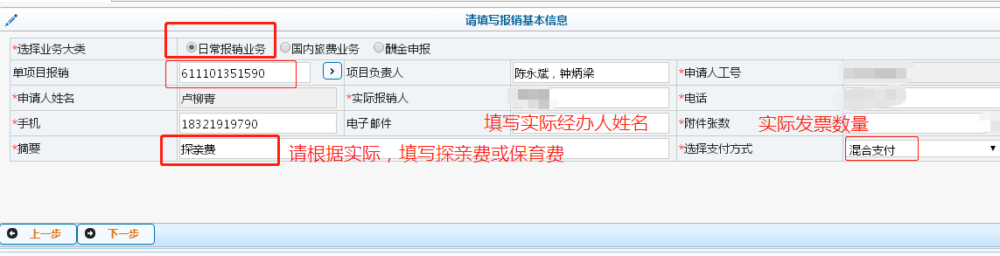 请填写报销基本信息
*选择业务大类 日常报销业务 国内旅费业务 酬金申报
单项目报销 611101351590 项目负责人 陈永斌，钟炳梁 *申请人工号
*申请人姓名 卢柳青 *实际报销人 *电话
*手机 18321919790 电子邮件 填写实际经办人姓名 *附件张数 实际发票数量
*摘要 探亲费 请根据实际，填写探亲费或保育费 *选择支付方式 混合支付
上一步 下一步